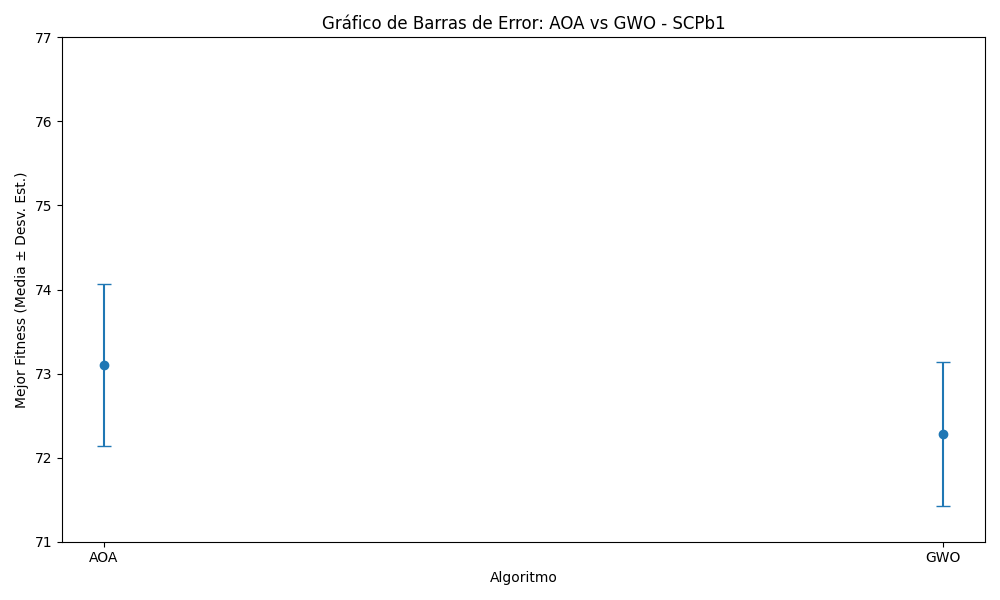 Gráfico de Barras de Error: AOA vs GWO - SCPb1
Mejor Fitness (Media ± Desv. Est.)
77
76
75
74
73
72
71
AOA
GWO
Algoritmo